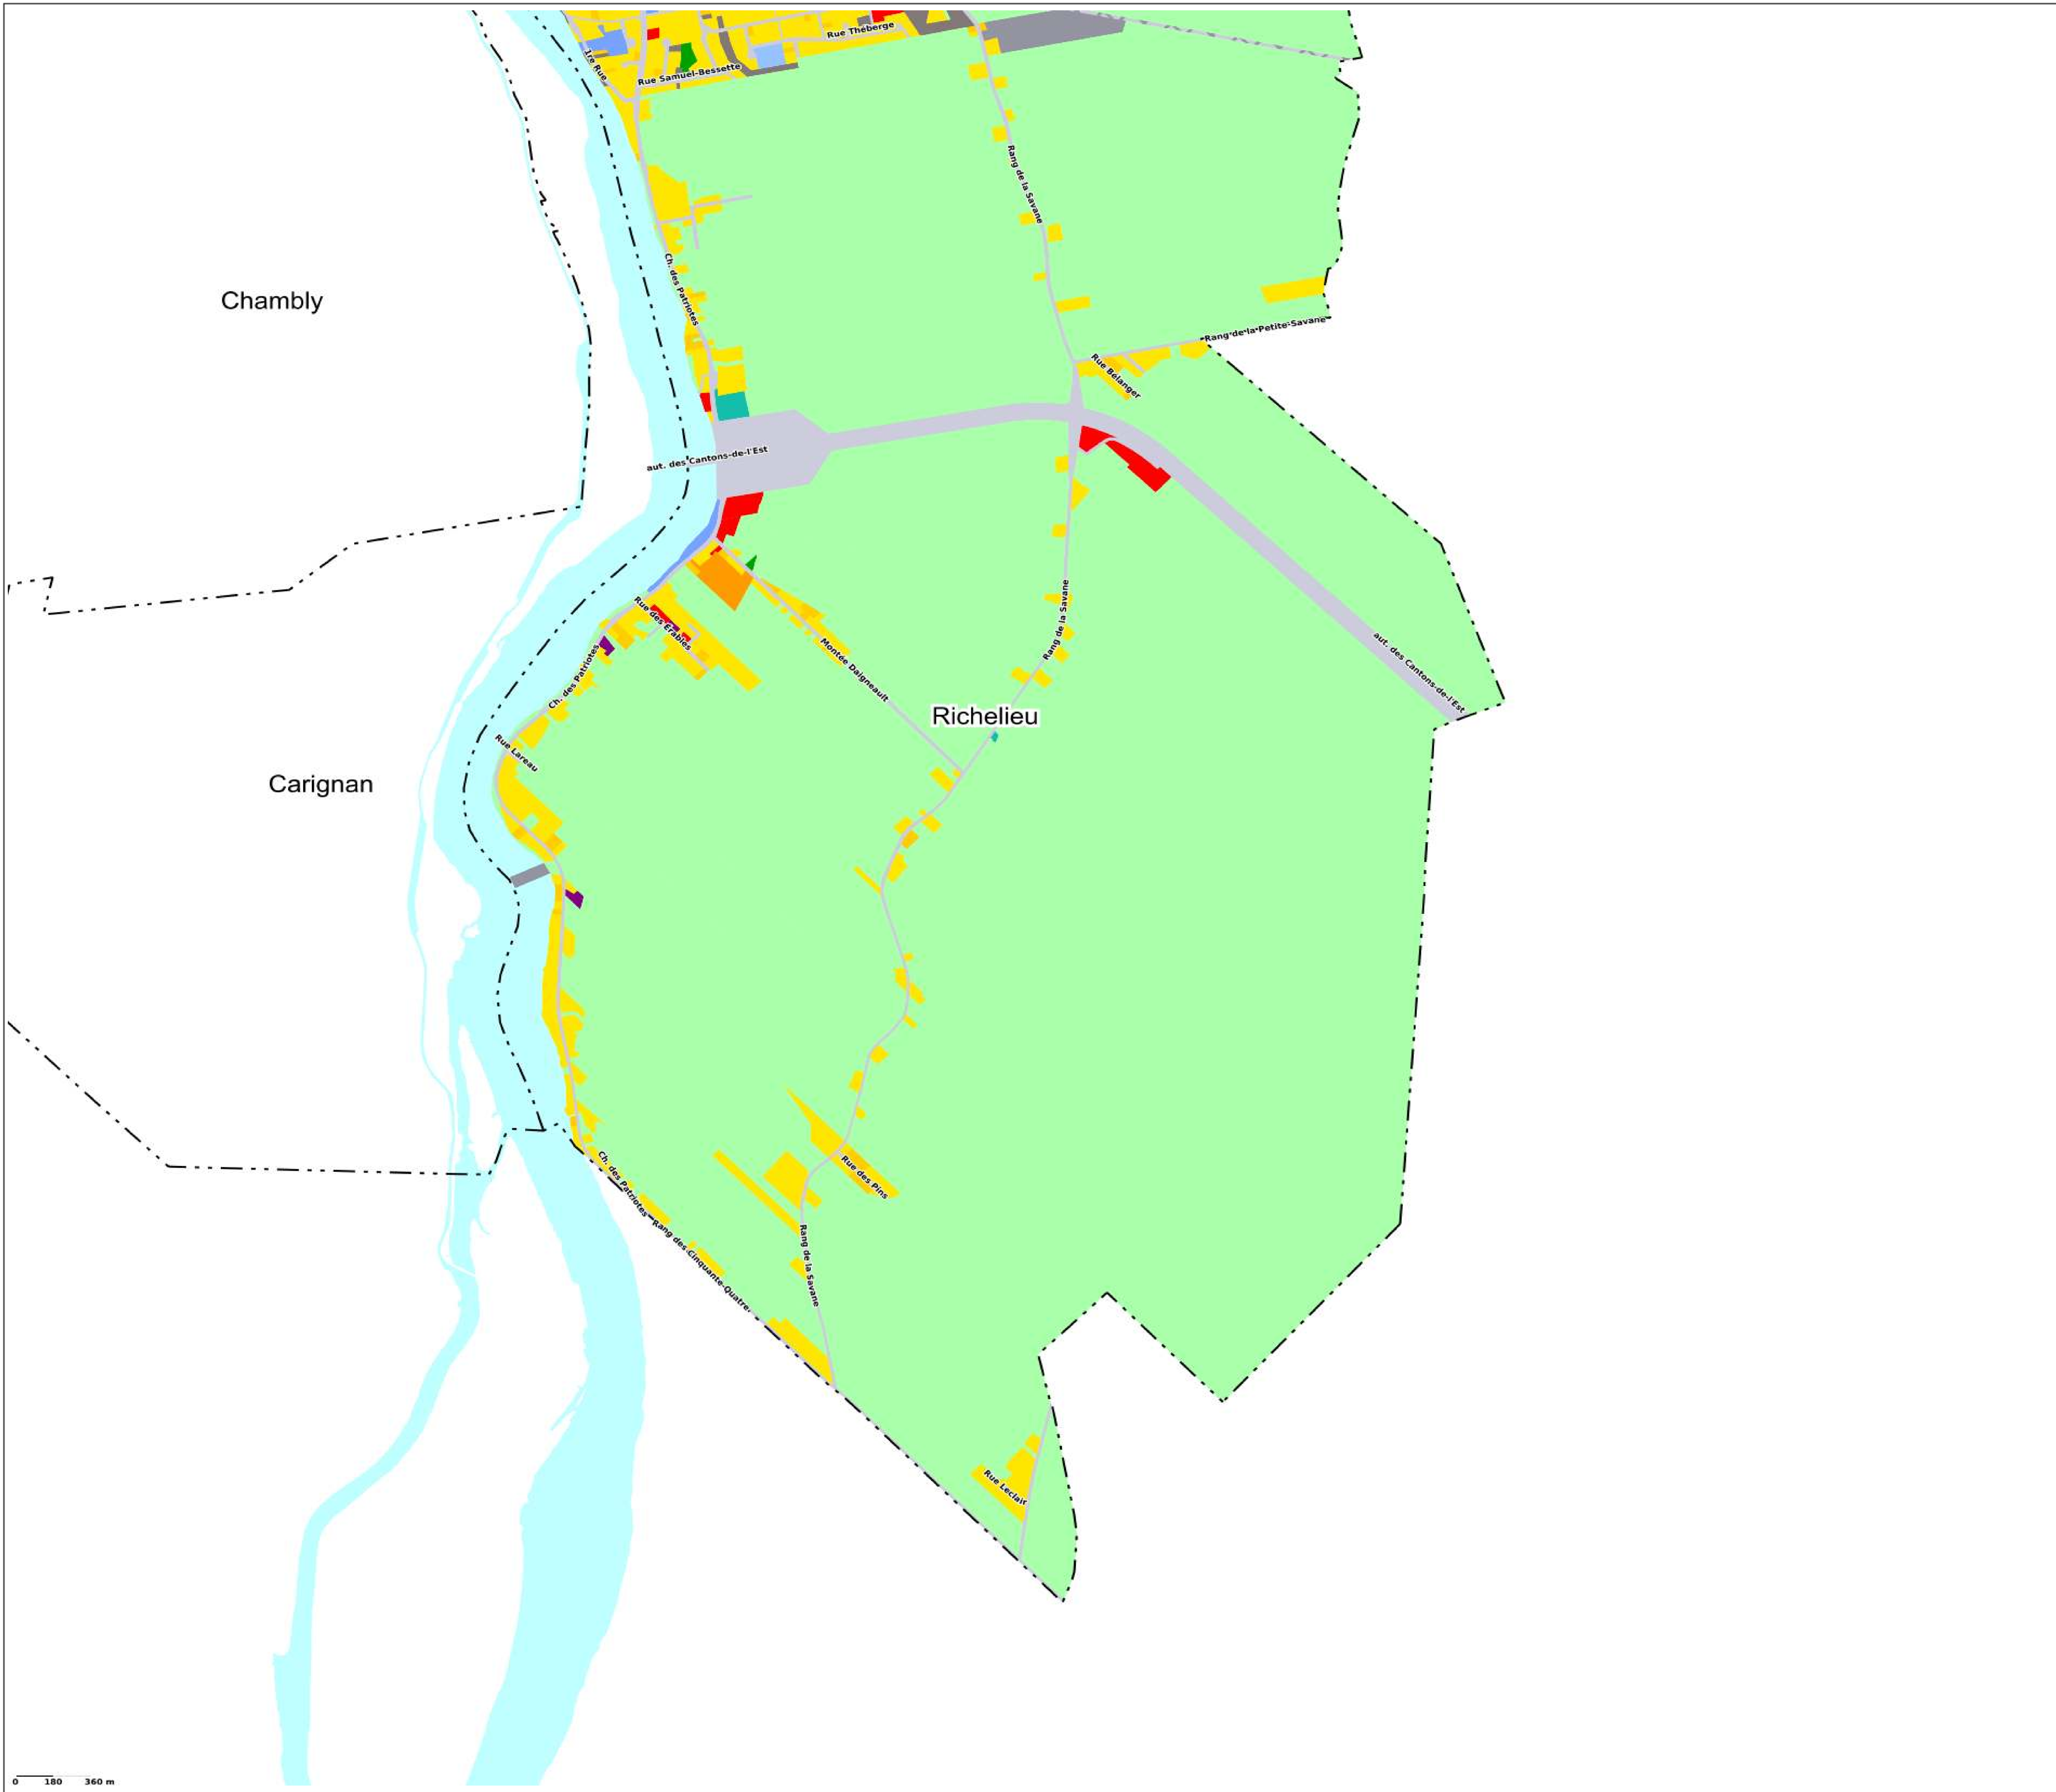 Rue Théberge
1re Rue
Rue Samuel-Bessette
Rang de la Savane
Ch. des Patriotes
Chambly
Rang de la Petite-Savane
Rue Bélanger
aut. des Cantons-de-l'Est
Rue des Érables
Rang de la Savane
Ch. des Patriotes
Montée Daigneault
aut. des Cantons-de-l'Est
Richelieu
Rue Lareau
Carignan
Ch. des Patriotes
Rue des Pins
Rang des Cinquante-Quatre
Rang de la Savane
Rue Leclair
0 180 360 m